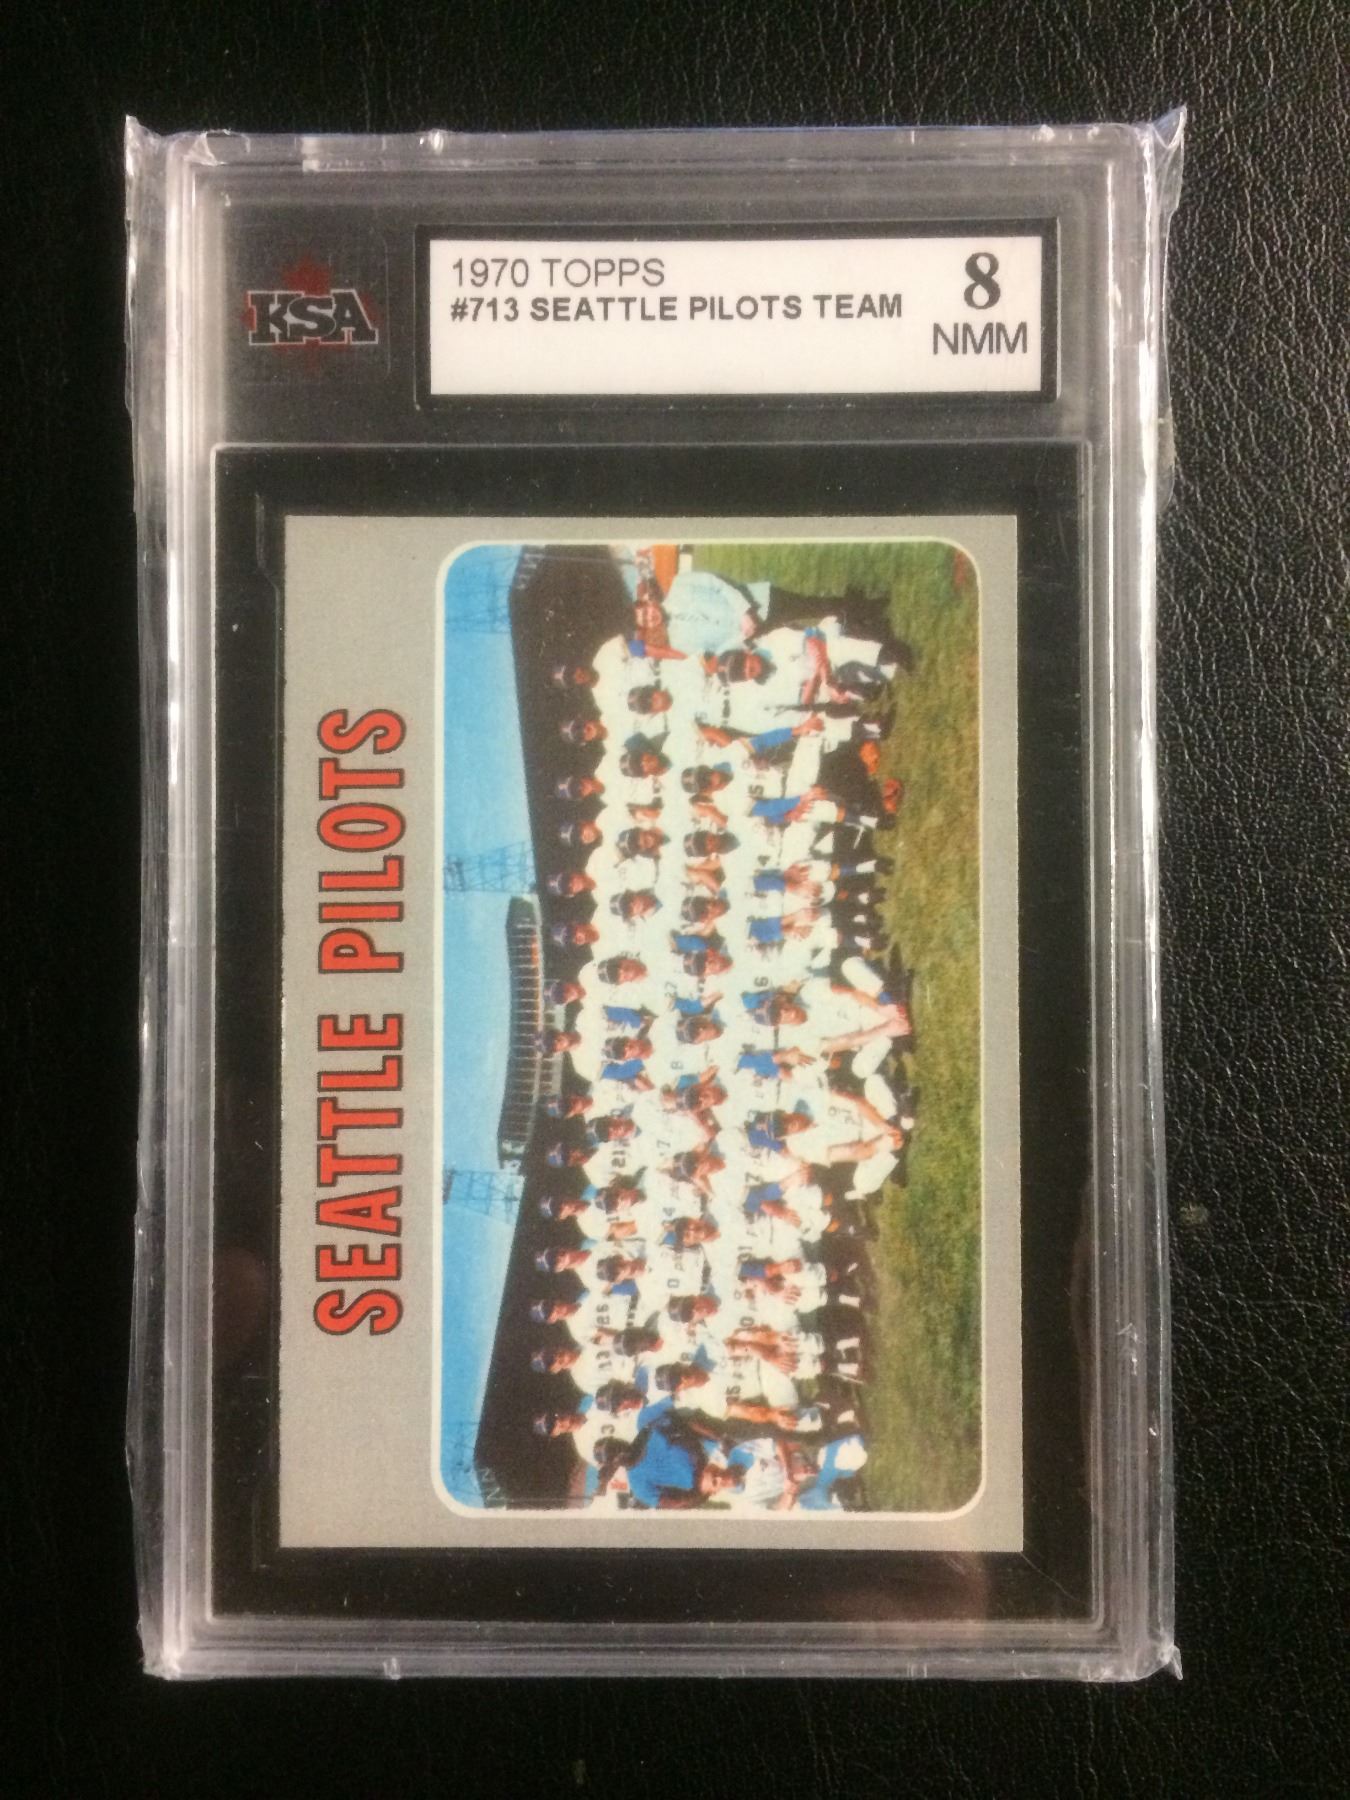 KSA
1970 TOPPS
#713 SEATTLE PILOTS TEAM
8
NMM
SEATTLE PILOTS